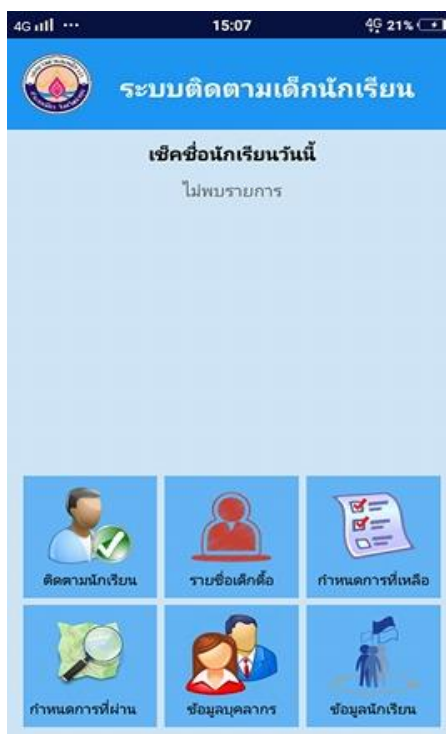 4G ... 15:07 4G 21%
ระบบติดตามเด็กนักเรียน
เช็คชื่อนักเรียนวันนี้
ไม่พบรายการ
ติดตามนักเรียน รายชื่อเด็กดื้อ กำหนดการที่เหลือ
กำหนดการที่ผ่าน ข้อมูลบุคลากร ข้อมูลนักเรียน